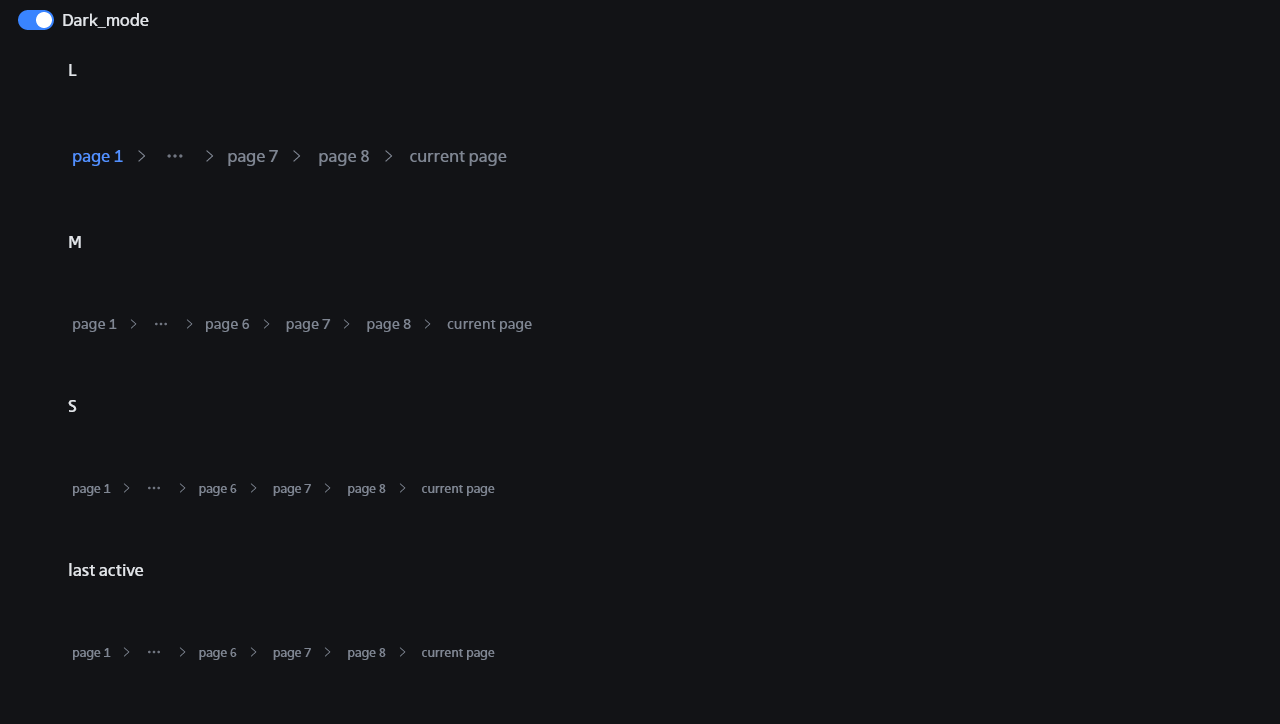 Dark_mode
L
page 1 > ··· > page 7 > page 8 > current page
M
page 1 > ··· > page 6 > page 7 > page 8 > current page
S
page 1 > ··· > page 6 > page 7 > page 8 > current page
last active
page 1 > ··· > page 6 > page 7 > page 8 > current page